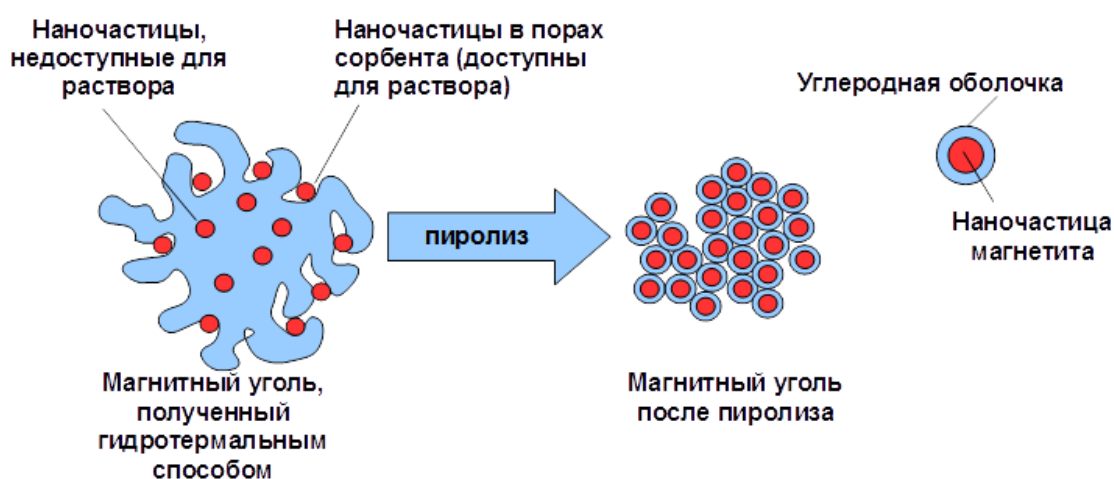 Наночастицы,
недоступные для
раствора
Наночастицы в порах
сорбента (доступны
для раствора)
Углеродная оболочка
пиролиз
Наночастица
магнетита
Магнитный уголь,
полученный
гидротермальным
способом
Магнитный уголь
после пиролиза